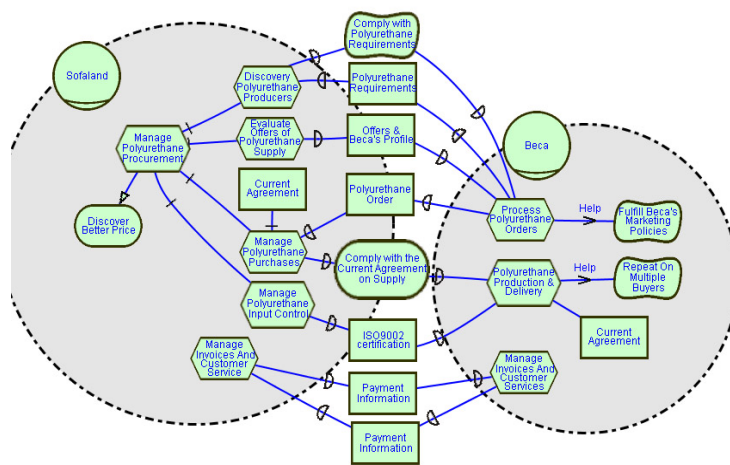 Comply with
Polyurethane
Requirements
Sofaland
Discovery
Polyurethane
Producers
Polyurethane
Requirements
Manage
Polyurethane
Procurement
Evaluate
Offers of
Polyurethane
Supply
Offers &
Beca's Profile
Beca
Current
Agreement
Polyurethane
Order
Discover
Better Price
Process
Polyurethane
Orders
Help
Fulfill Beca's
Marketing
Policies
Manage
Polyurethane
Purchases
Comply with the
Current Agreement
on Supply
Polyurethane
Production &
Delivery
Help
Repeat On
Multiple
Buyers
Manage
Polyurethane
Input Control
ISO9002
certification
Current
Agreement
Manage
Invoices And
Customer
Service
Manage
Invoices And
Customer
Services
Payment
Information
Payment
Information